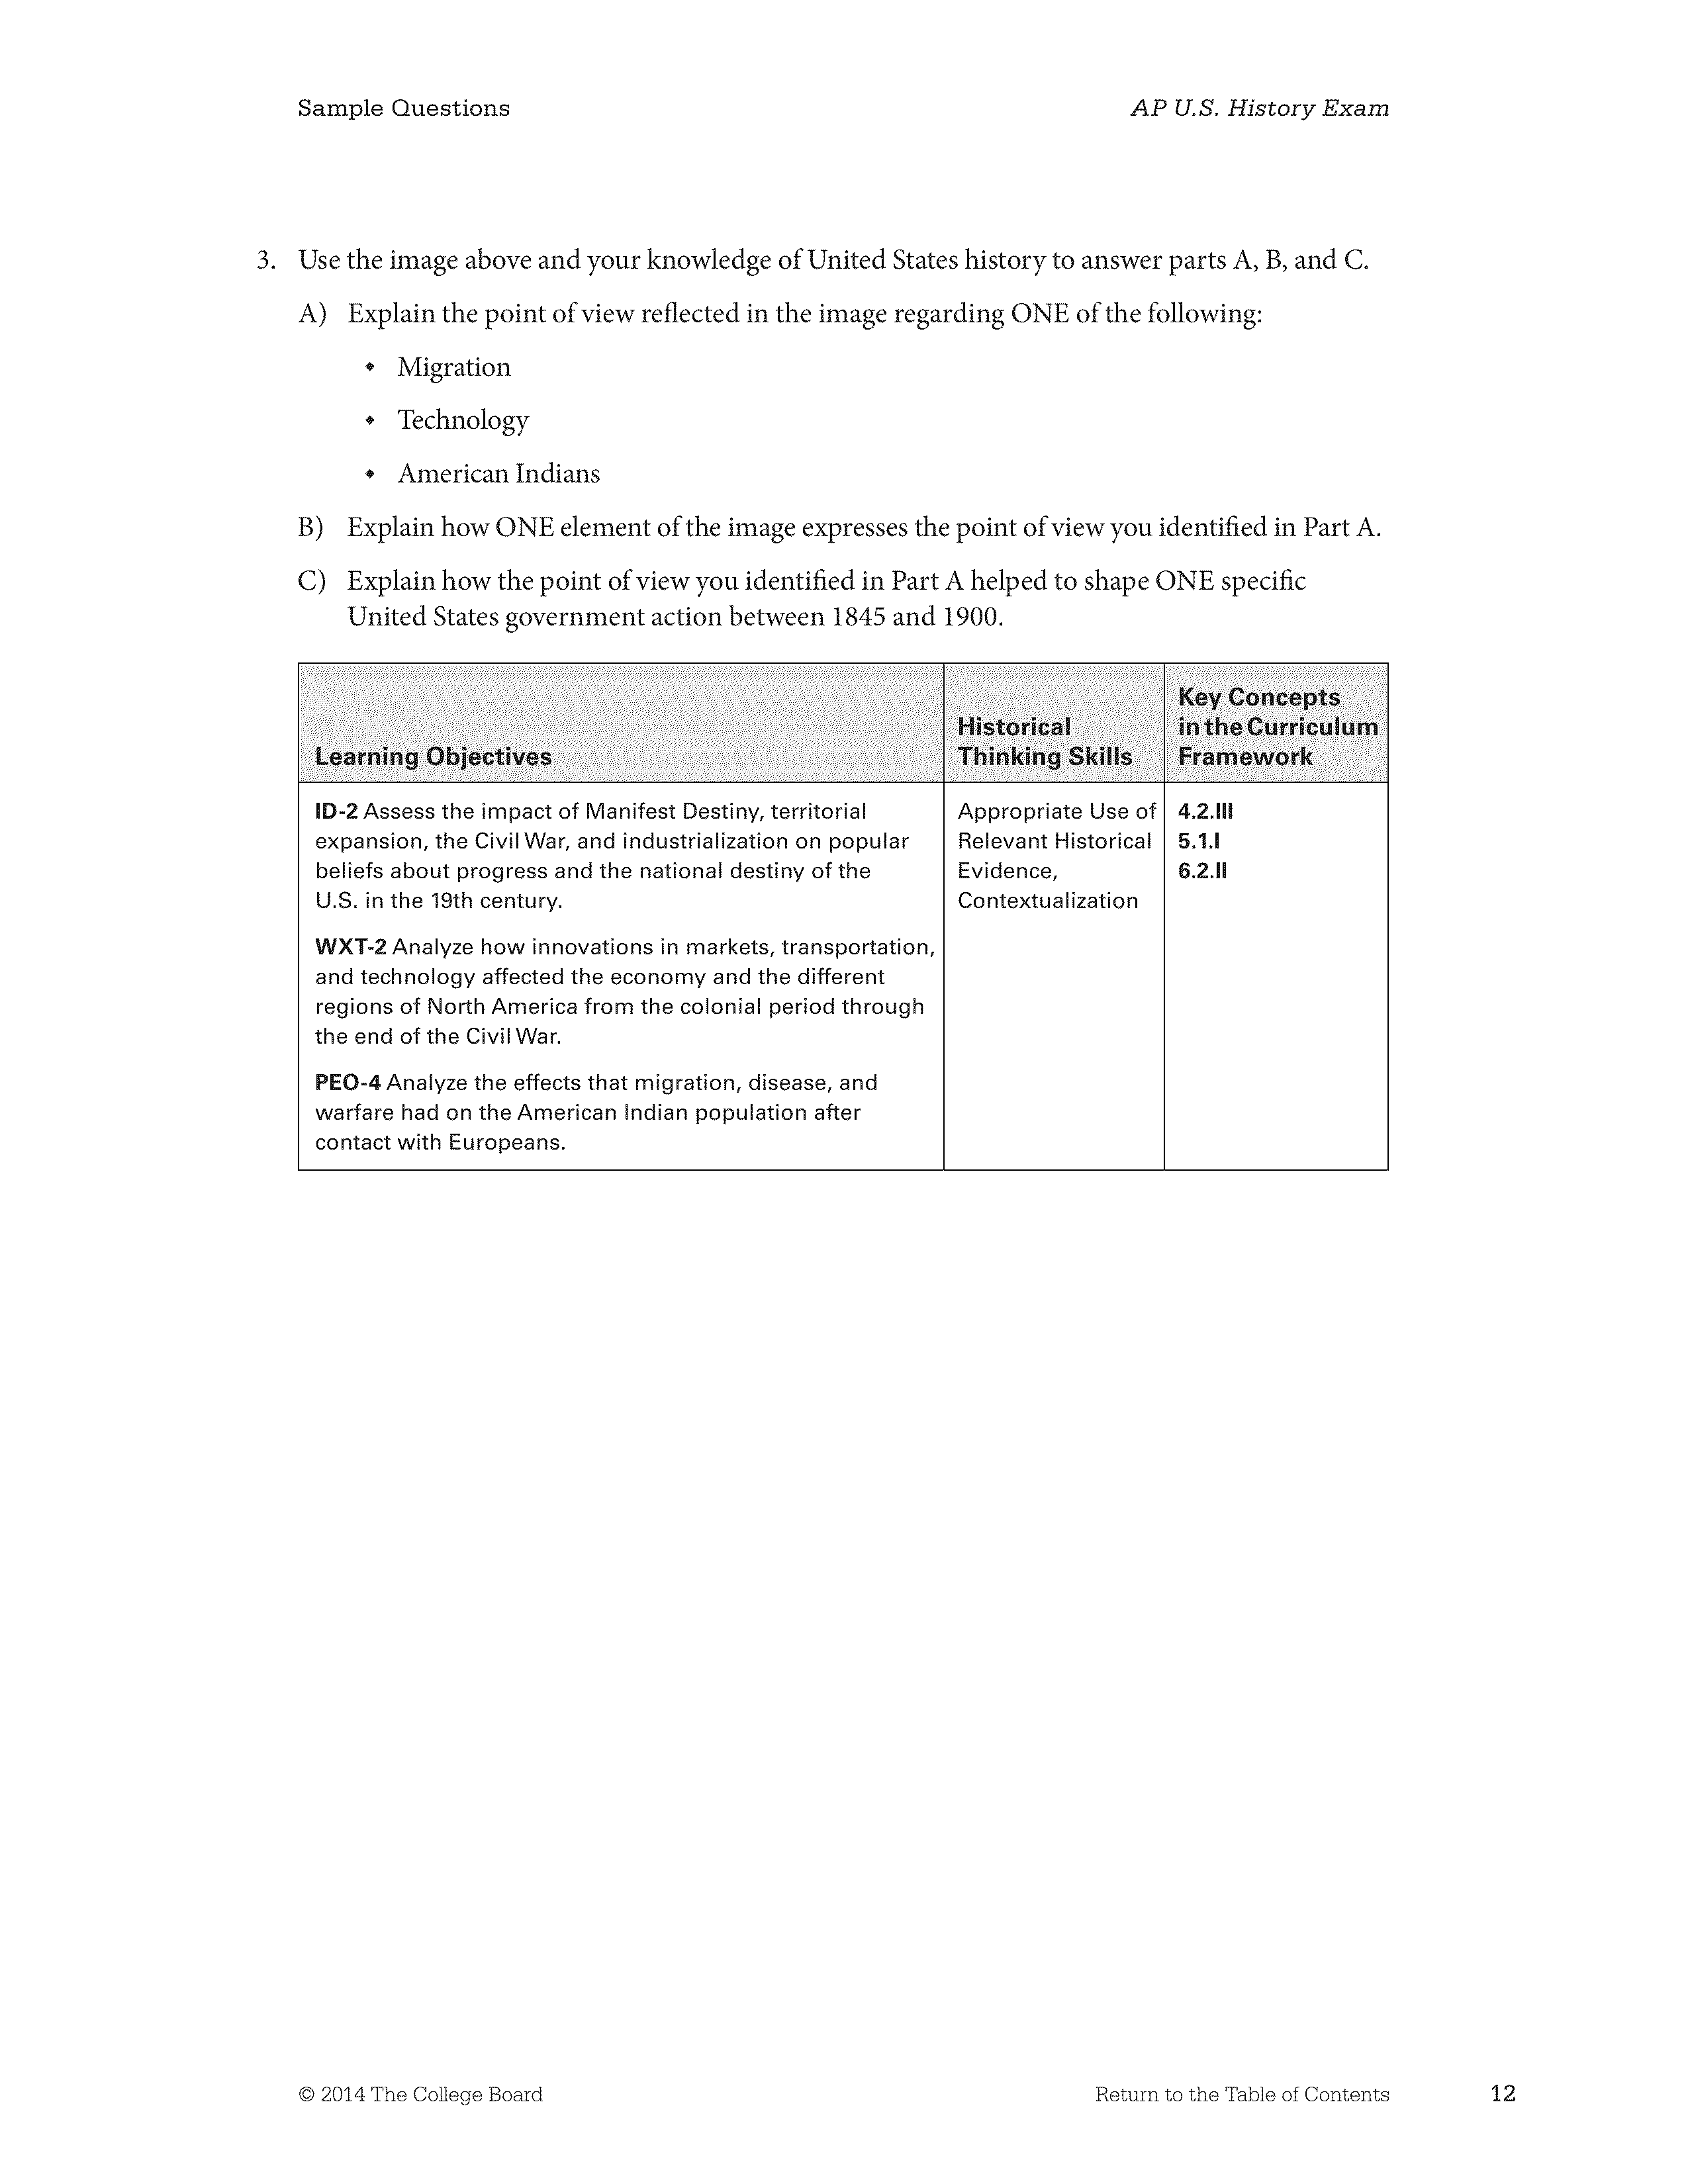 Sample Questions
AP U.S. History Exam
3. Use the image above and your knowledge of United States history to answer parts A, B, and C.
A) Explain the point of view reflected in the image regarding ONE of the following:
• Migration
• Technology
• American Indians
B) Explain how ONE element of the image expresses the point of view you identified in Part A.
C) Explain how the point of view you identified in Part A helped to shape ONE specific
United States government action between 1845 and 1900.
Learning Objectives
Historical
Thinking Skills
Key Concepts
in the Curriculum
Framework
ID-2 Assess the impact of Manifest Destiny, territorial
expansion, the Civil War, and industrialization on popular
beliefs about progress and the national destiny of the
U.S. in the 19th century.
WXT-2 Analyze how innovations in markets, transportation,
and technology affected the economy and the different
regions of North America from the colonial period through
the end of the Civil War.
PEO-4 Analyze the effects that migration, disease, and
warfare had on the American Indian population after
contact with Europeans.
Appropriate Use of
Relevant Historical
Evidence,
Contextualization
4.2.III
5.1.I
6.2.II
© 2014 The College Board
Return to the Table of Contents
12